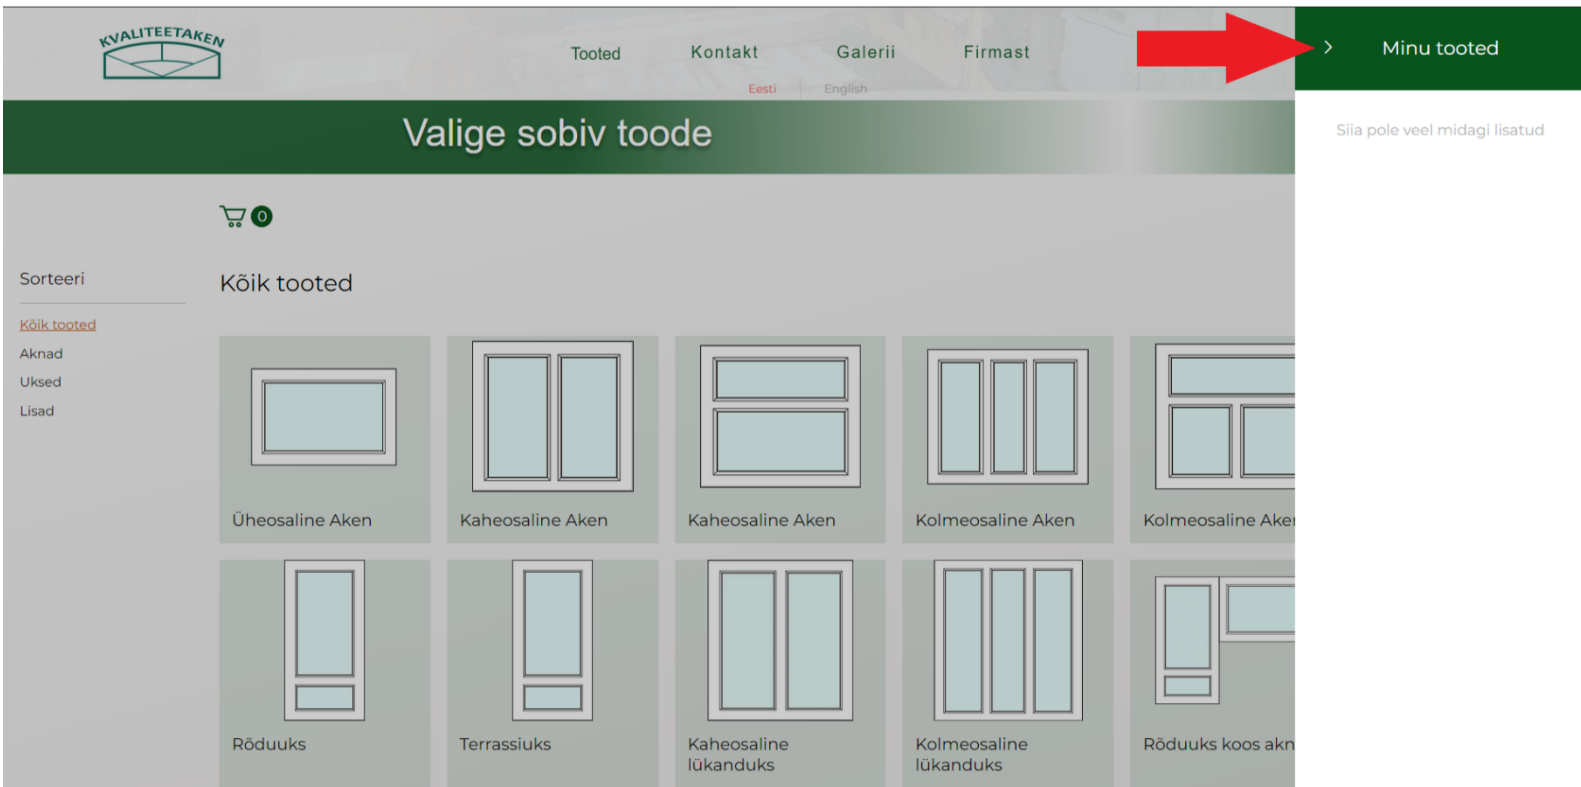 KVALITEETAKEN
Tooted Kontakt Galerii Firmast
Eesti English
Minu tooted
Siia pole veel midagi lisatud
Valige sobiv toode
0
Sorteeri
Kõik tooted
Aknad
Uksed
Lisad
Kõik tooted
Üheosaline Aken
Kaheosaline Aken
Kaheosaline Aken
Kolmeosaline Aken
Kolmeosaline Aken
Rõduuks
Terrassiuks
Kaheosaline
lükanduks
Kolmeosaline
lükanduks
Rõduuks koos akn